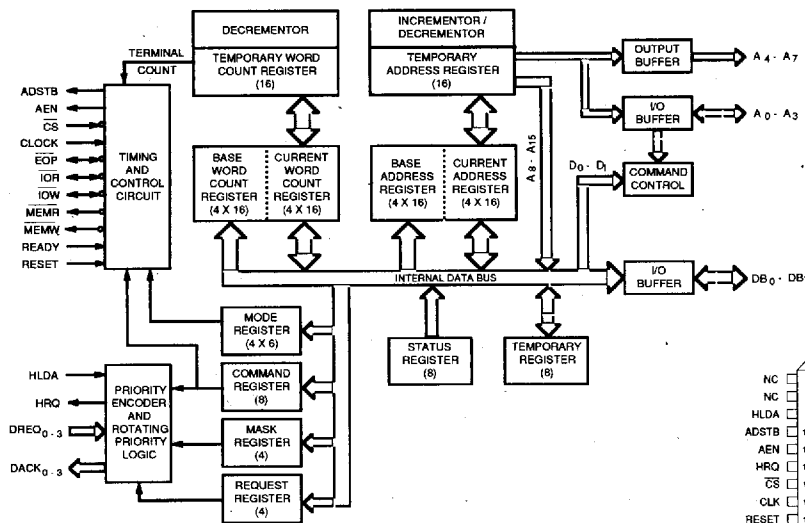 DECREMENTOR
TEMPORARY WORD
COUNT REGISTER
(16)
INCREMENTOR /
DECREMENTOR
TEMPORARY
ADDRESS REGISTER
(16)
TERMINAL
COUNT
OUTPUT
BUFFER
A4 - A7
I/O
BUFFER
A0 - A3
COMMAND
CONTROL
ADSTB
AEN
CS
CLOCK
EOP
IOR
IOW
MEMR
MEMW
READY
RESET
TIMING
AND
CONTROL
CIRCUIT
BASE
WORD
COUNT
REGISTER
(4 X 16)
CURRENT
WORD
COUNT
REGISTER
(4 X 16)
BASE
ADDRESS
REGISTER
(4 X 16)
CURRENT
ADDRESS
REGISTER
(4 X 16)
A8 - A15
D0 - D1
INTERNAL DATA BUS
I/O
BUFFER
DB0 - DB
MODE
REGISTER
(4 X 6)
STATUS
REGISTER
(8)
TEMPORARY
REGISTER
(8)
HLDA
HRQ
DREQ0-3
DACK0-3
PRIORITY
ENCODER
AND
ROTATING
PRIORITY
LOGIC
COMMAND
REGISTER
(8)
MASK
REGISTER
(4)
REQUEST
REGISTER
(4)
NC
NC
HLDA
ADSTB
AEN
HRQ
CS
CLK
RESET